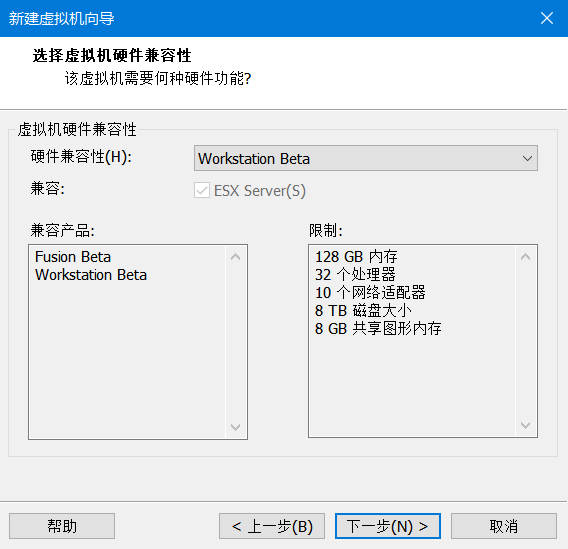 新建虚拟机向导
选择虚拟机硬件兼容性
该虚拟机需要何种硬件功能?
虚拟机硬件兼容性
硬件兼容性(H):
Workstation Beta
兼容:
ESX Server(S)
兼容产品:
Fusion Beta
Workstation Beta
限制:
128 GB 内存
32 个处理器
10 个网络适配器
8 TB 磁盘大小
8 GB 共享图形内存
帮助
< 上一步(B)
下一步(N) >
取消